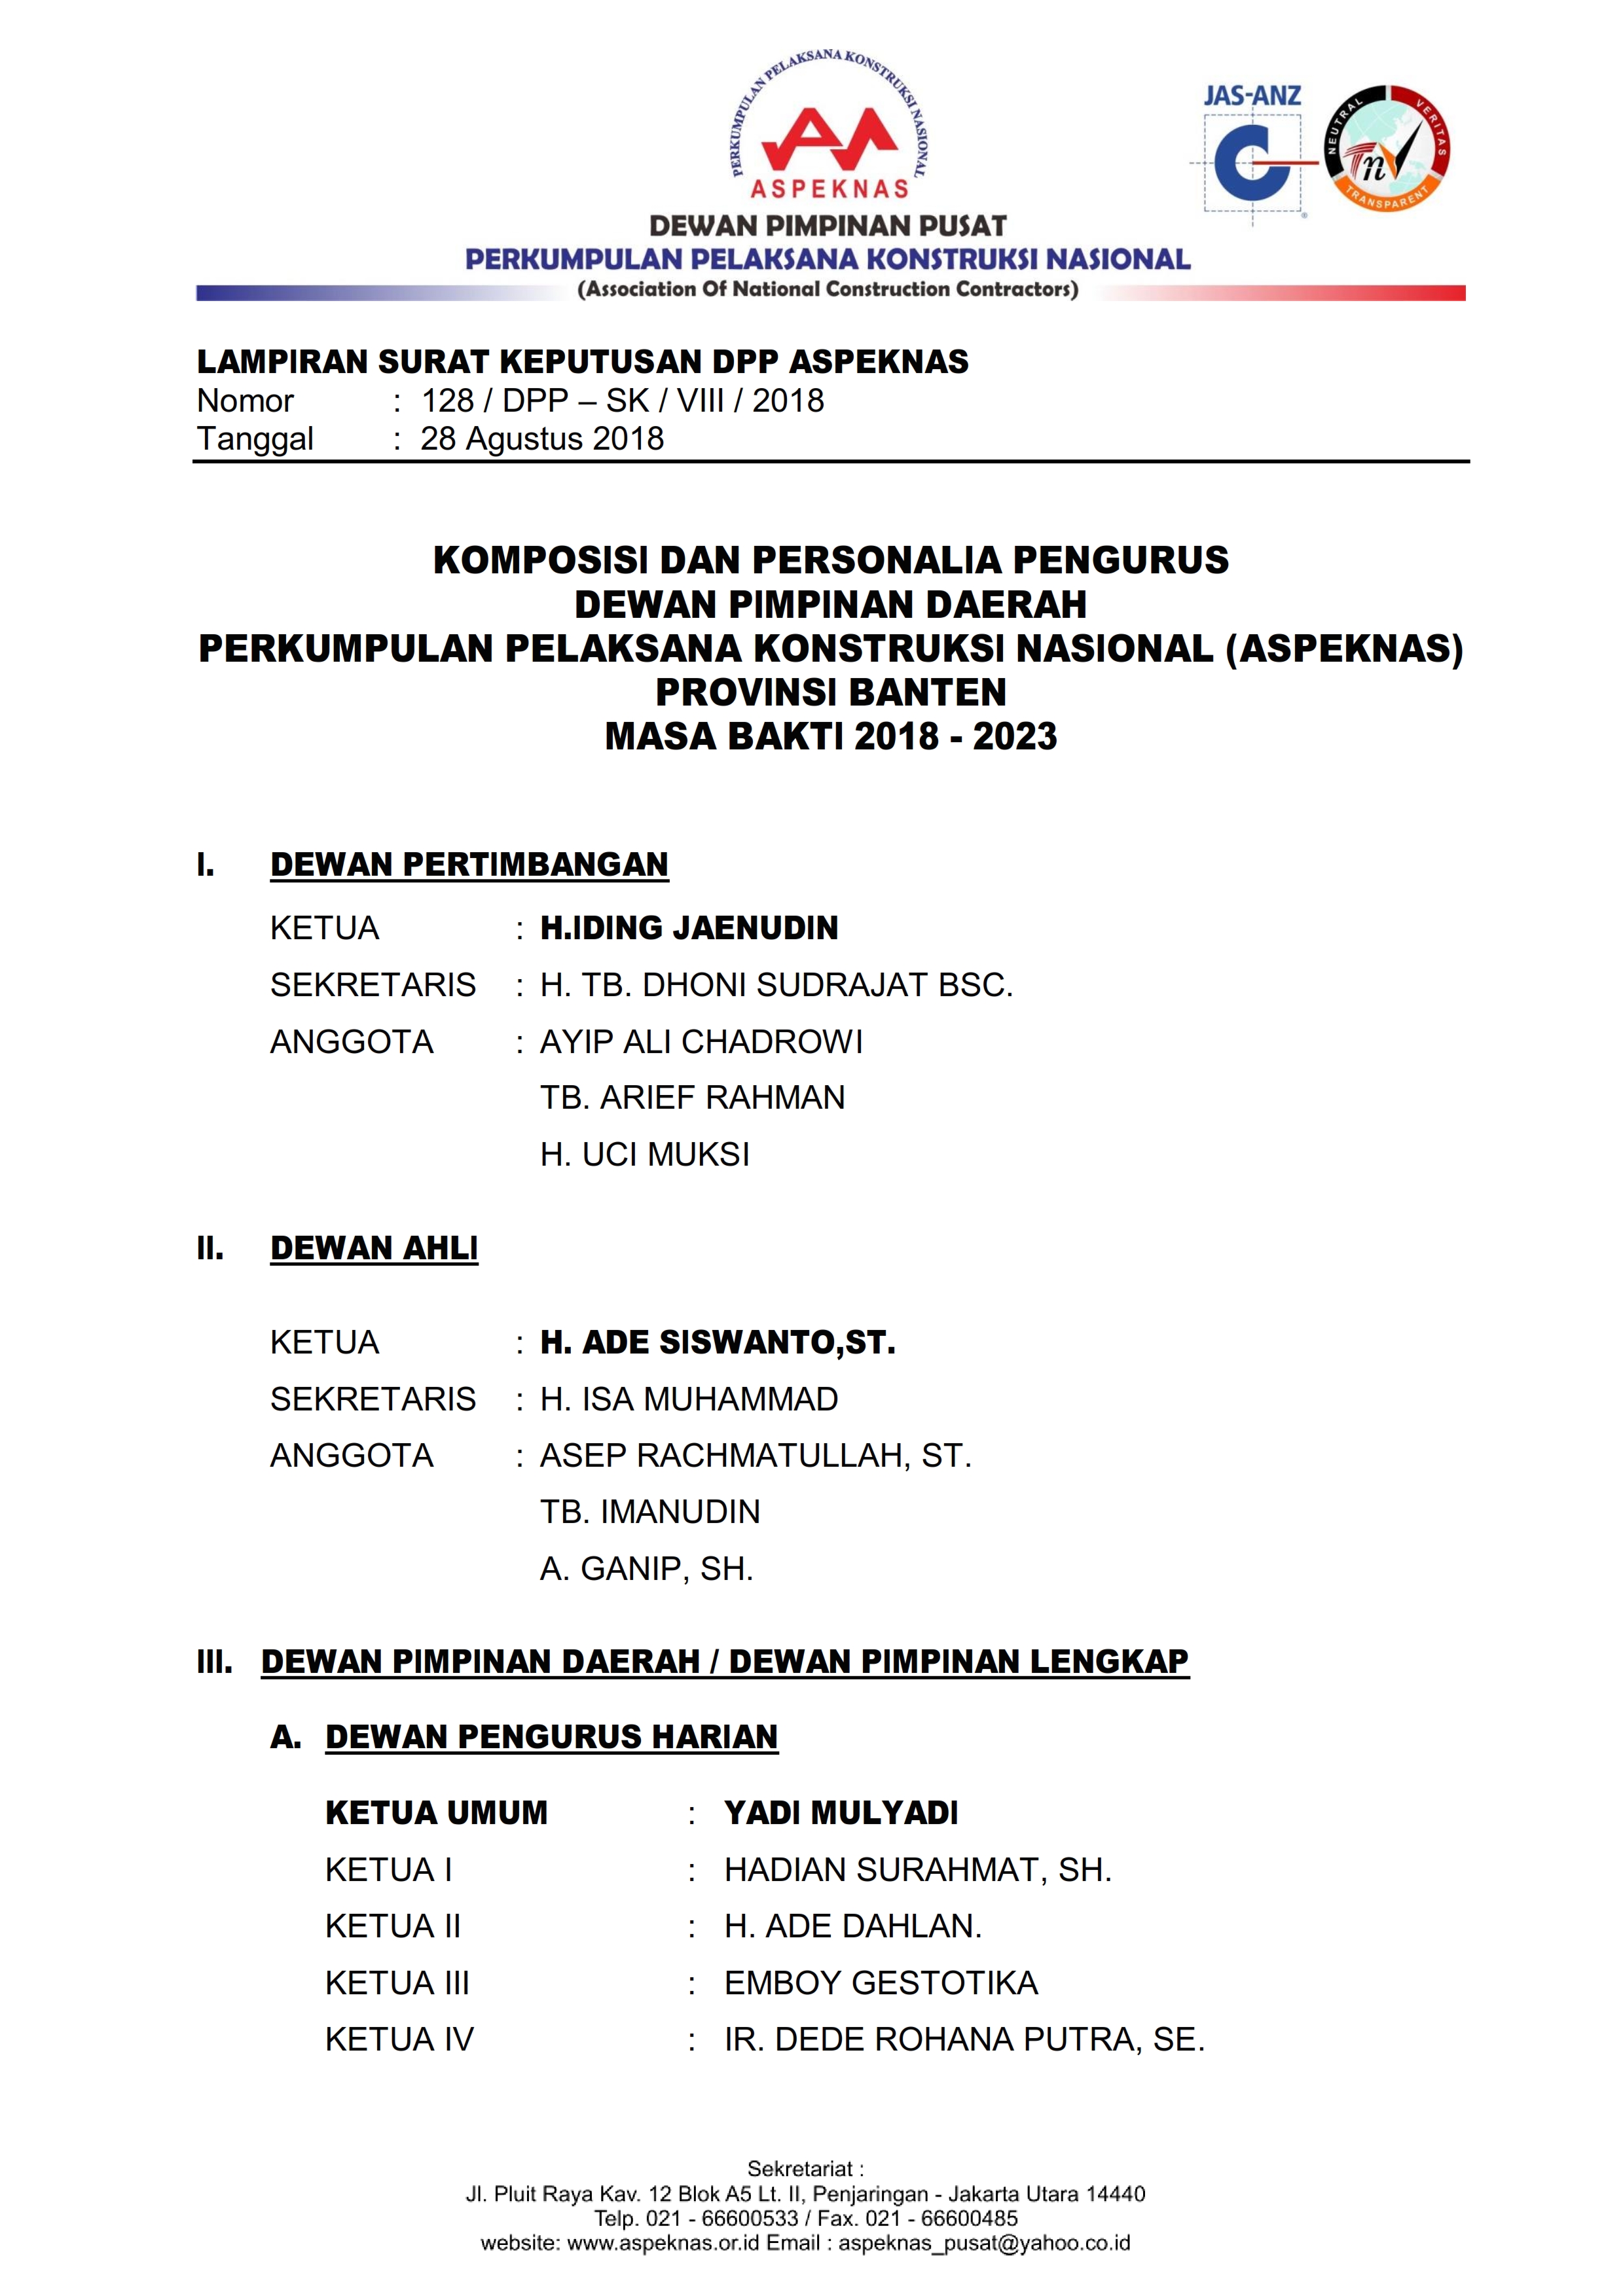 PERKUMPULAN PELAKSANA KONSTRUKSI NASIONAL
ASPEKNAS
JAS-ANZ
NEUTRAL VERITAS TRANSPARENT
TnV
DEWAN PIMPINAN PUSAT
PERKUMPULAN PELAKSANA KONSTRUKSI NASIONAL
(Association Of National Construction Contractors)
LAMPIRAN SURAT KEPUTUSAN DPP ASPEKNAS
Nomor : 128 / DPP – SK / VIII / 2018
Tanggal : 28 Agustus 2018
KOMPOSISI DAN PERSONALIA PENGURUS
DEWAN PIMPINAN DAERAH
PERKUMPULAN PELAKSANA KONSTRUKSI NASIONAL (ASPEKNAS)
PROVINSI BANTEN
MASA BAKTI 2018 - 2023
I. DEWAN PERTIMBANGAN
KETUA : H.IDING JAENUDIN
SEKRETARIS : H. TB. DHONI SUDRAJAT BSC.
ANGGOTA : AYIP ALI CHADROWI
TB. ARIEF RAHMAN
H. UCI MUKSI
II. DEWAN AHLI
KETUA : H. ADE SISWANTO,ST.
SEKRETARIS : H. ISA MUHAMMAD
ANGGOTA : ASEP RACHMATULLAH, ST.
TB. IMANUDIN
A. GANIP, SH.
III. DEWAN PIMPINAN DAERAH / DEWAN PIMPINAN LENGKAP
A. DEWAN PENGURUS HARIAN
KETUA UMUM : YADI MULYADI
KETUA I : HADIAN SURAHMAT, SH.
KETUA II : H. ADE DAHLAN.
KETUA III : EMBOY GESTOTIKA
KETUA IV : IR. DEDE ROHANA PUTRA, SE.
Sekretariat :
Jl. Pluit Raya Kav. 12 Blok A5 Lt. II, Penjaringan - Jakarta Utara 14440
Telp. 021 - 66600533 / Fax. 021 - 66600485
website: www.aspeknas.or.id Email : aspeknas_pusat@yahoo.co.id